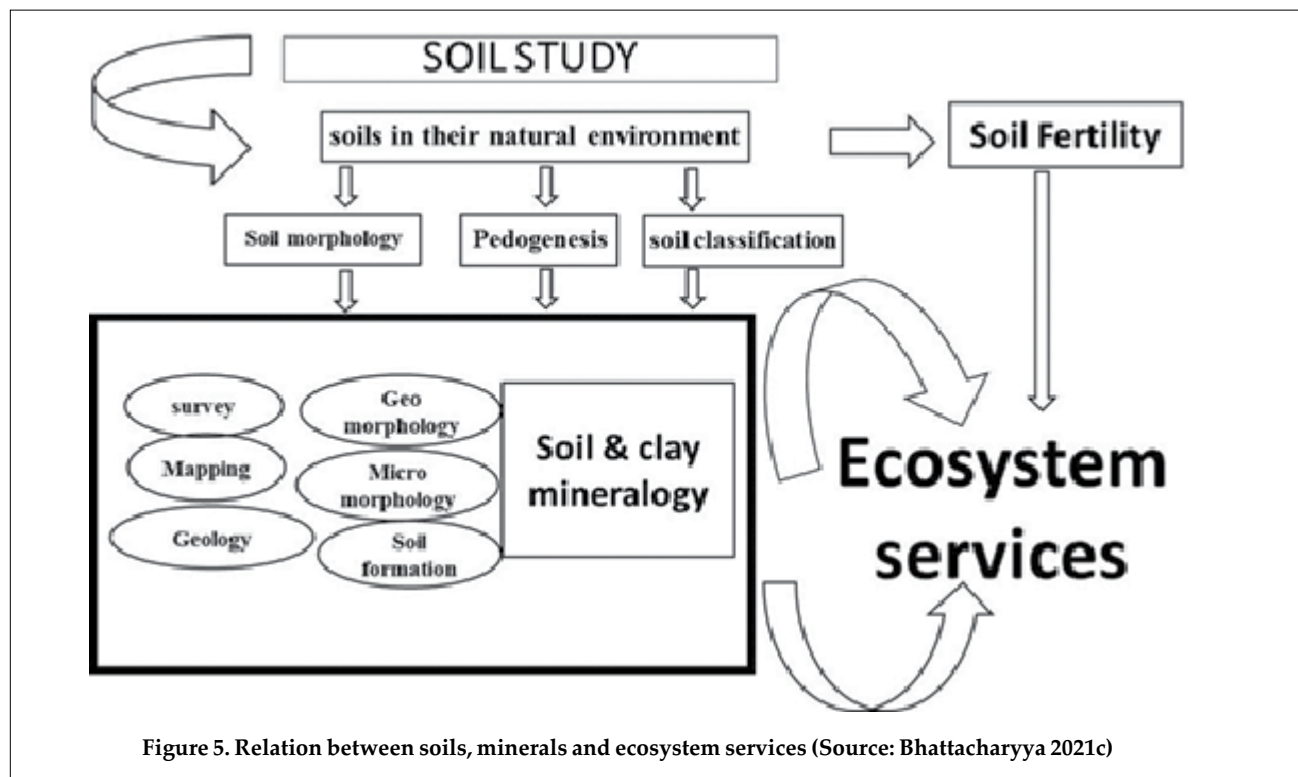 SOIL STUDY
soils in their natural environment
Soil Fertility
Soil morphology
Pedogenesis
soil classification
survey
Mapping
Geology
Geo
morphology
Micro
morphology
Soil
formation
Soil & clay
mineralogy
Ecosystem
services
Figure 5. Relation between soils, minerals and ecosystem services (Source: Bhattacharyya 2021c)